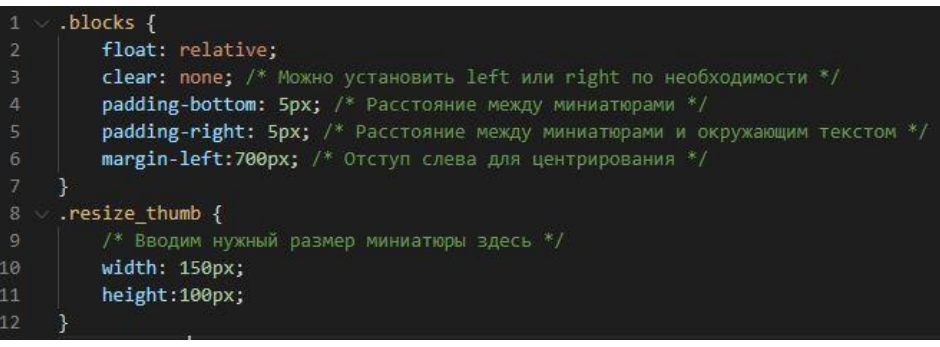 1 .blocks {
2 float: relative;
3 clear: none; /* Можно установить left или right по необходимости */
4 padding-bottom: 5px; /* Расстояние между миниатюрами */
5 padding-right: 5px; /* Расстояние между миниатюрами и окружающим текстом */
6 margin-left:700px; /* Отступ слева для центрирования */
7 }
8 .resize_thumb {
9 /* Вводим нужный размер миниатюры здесь */
10 width: 150px;
11 height:100px;
12 }